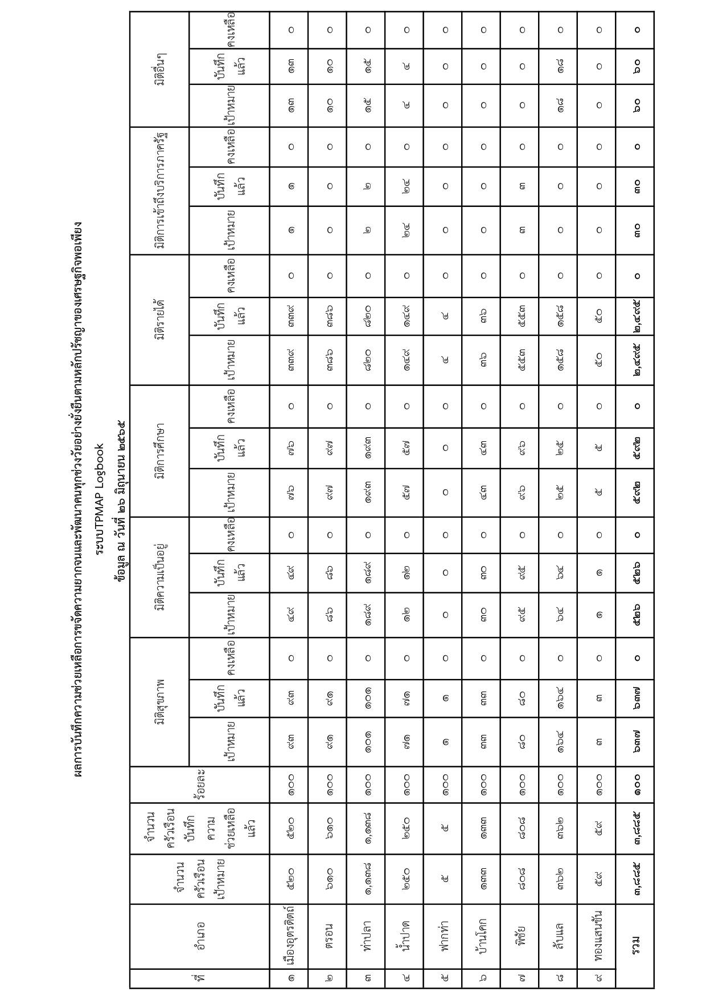 ผลการบันทึกความช่วยเหลือการขจัดความยากจนและพัฒนาคนทุกช่วงวัยอย่างยั่งยืนตามหลักปรัชญาของเศรษฐกิจพอเพียง
ระบบTPMAP Logbook
ข้อมูล ณ วันที่ ๒๖ มิถุนายน ๒๕๖๕
ที่ อำเภอ จำนวน ครัวเรือน เป้าหมาย จำนวน ครัวเรือน บันทึก ความ ช่วยเหลือ แล้ว ร้อยละ มิติสุขภาพ มิติความเป็นอยู่ มิติการศึกษา มิติรายได้ มิติการเข้าถึงบริการภาครัฐ มิติอื่นๆ
เป้าหมาย บันทึก แล้ว คงเหลือ เป้าหมาย บันทึก แล้ว คงเหลือ เป้าหมาย บันทึก แล้ว คงเหลือ เป้าหมาย บันทึก แล้ว คงเหลือ เป้าหมาย บันทึก แล้ว คงเหลือ เป้าหมาย บันทึก แล้ว คงเหลือ
๑ เมืองอุตรดิตถ์ ๕๒๐ ๕๒๐ ๑๐๐ ๙๓ ๙๓ ๐ ๔๙ ๔๙ ๐ ๗๖ ๗๖ ๐ ๓๓๙ ๓๓๙ ๐ ๑ ๑ ๐ ๑๓ ๑๓ ๐
๒ ตรอน ๖๑๐ ๖๑๐ ๑๐๐ ๙๑ ๙๑ ๐ ๘๖ ๘๖ ๐ ๙๗ ๙๗ ๐ ๓๘๖ ๓๘๖ ๐ ๐ ๐ ๐ ๑๐ ๑๐ ๐
๓ ท่าปลา ๑,๑๓๘ ๑,๑๓๘ ๑๐๐ ๑๐๑ ๑๐๑ ๐ ๑๘๙ ๑๘๙ ๐ ๑๙๓ ๑๙๓ ๐ ๘๒๐ ๘๒๐ ๐ ๒ ๒ ๐ ๑๕ ๑๕ ๐
๔ น้ำปาด ๒๕๐ ๒๕๐ ๑๐๐ ๗๑ ๗๑ ๐ ๑๒ ๑๒ ๐ ๕๗ ๕๗ ๐ ๑๔๙ ๑๔๙ ๐ ๒๔ ๒๔ ๐ ๔ ๔ ๐
๕ ฟากท่า ๕ ๕ ๑๐๐ ๑ ๑ ๐ ๐ ๐ ๐ ๐ ๐ ๐ ๔ ๔ ๐ ๐ ๐ ๐ ๐ ๐ ๐
๖ บ้านโคก ๑๓๓ ๑๓๓ ๑๐๐ ๓๓ ๓๓ ๐ ๓๐ ๓๐ ๐ ๔๓ ๔๓ ๐ ๓๖ ๓๖ ๐ ๐ ๐ ๐ ๐ ๐ ๐
๗ พิชัย ๘๐๘ ๘๐๘ ๑๐๐ ๘๐ ๘๐ ๐ ๙๕ ๙๕ ๐ ๙๖ ๙๖ ๐ ๕๕๓ ๕๕๓ ๐ ๓ ๓ ๐ ๐ ๐ ๐
๘ ลับแล ๓๖๒ ๓๖๒ ๑๐๐ ๑๖๔ ๑๖๔ ๐ ๖๔ ๖๔ ๐ ๒๕ ๒๕ ๐ ๑๕๘ ๑๕๘ ๐ ๐ ๐ ๐ ๑๘ ๑๘ ๐
๙ ทองแสนขัน ๕๙ ๕๙ ๑๐๐ ๓ ๓ ๐ ๑ ๑ ๐ ๕ ๕ ๐ ๕๐ ๕๐ ๐ ๐ ๐ ๐ ๐ ๐ ๐
รวม ๓,๘๘๕ ๓,๘๘๕ ๑๐๐ ๖๓๗ ๖๓๗ ๐ ๕๒๖ ๕๒๖ ๐ ๕๙๒ ๕๙๒ ๐ ๒,๔๙๕ ๒,๔๙๕ ๐ ๓๐ ๓๐ ๐ ๖๐ ๖๐ ๐